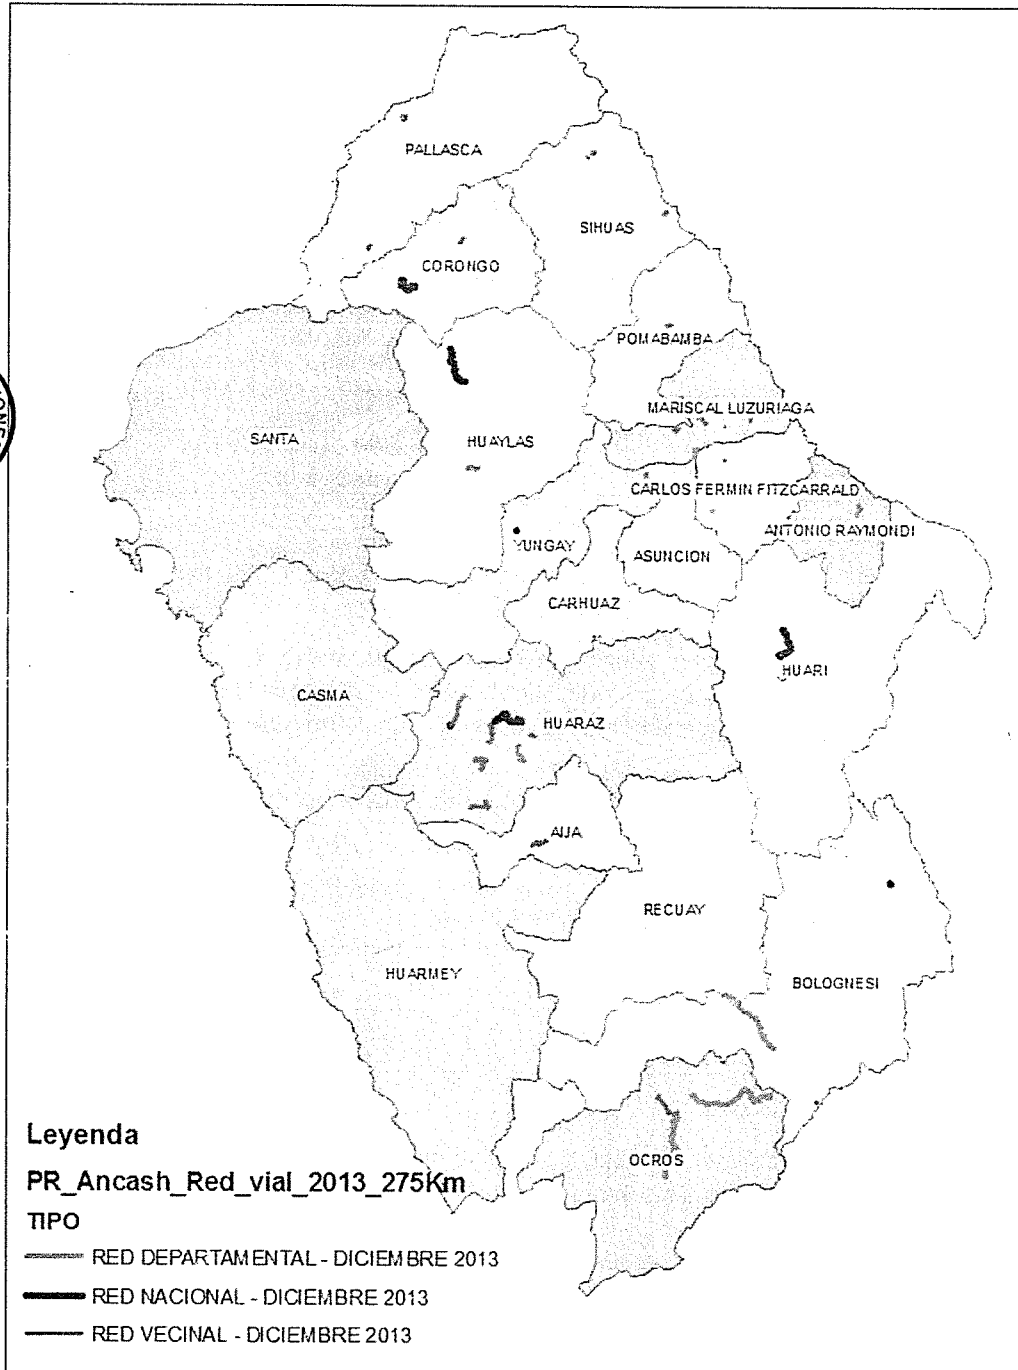 PALLASCA
SIHUAS
CORONGO
POMABAMBA
MARISCAL LUZURIAGA
SANTA
HUAYLAS
CARLOS FERMIN FITZCARRALD
ANTONIO RAYMONDI
YUNGAY
ASUNCION
CARHUAZ
HUARI
CASMA
HUARAZ
AIJA
RECUAY
HUARMEY
BOLOGNESI
OCROS
Leyenda
PR_Ancash_Red_vial_2013_275Km
TIPO
RED DEPARTAMENTAL - DICIEMBRE 2013
RED NACIONAL - DICIEMBRE 2013
RED VECINAL - DICIEMBRE 2013